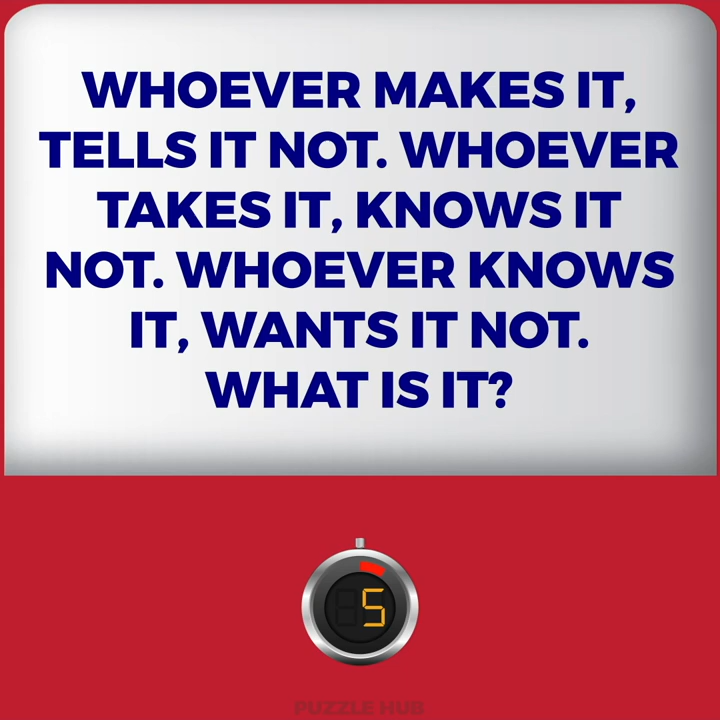 WHOEVER MAKES IT,
TELLS IT NOT. WHOEVER
TAKES IT, KNOWS IT
NOT. WHOEVER KNOWS
IT, WANTS IT NOT.
WHAT IS IT?
5
PUZZLE HUB